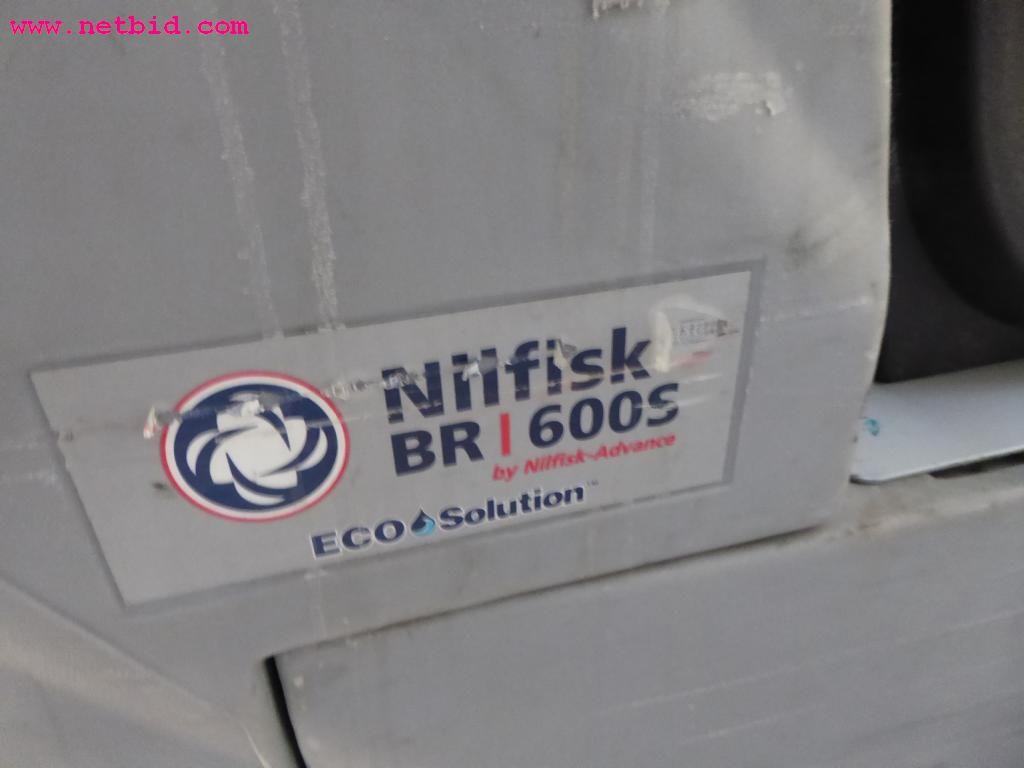 www.netbid.com
Nilfisk
BR | 600S
by Nilfisk-Advance
ECO Solution™